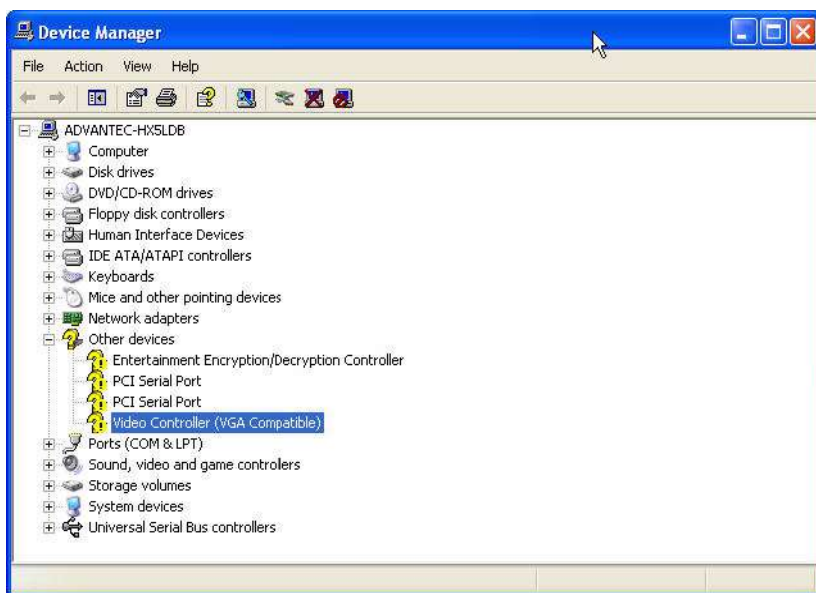 Device Manager
File Action View Help
ADVANTEC-HX5LDB
Computer
Disk drives
DVD/CD-ROM drives
Floppy disk controllers
Human Interface Devices
IDE ATA/ATAPI controllers
Keyboards
Mice and other pointing devices
Network adapters
Other devices
Entertainment Encryption/Decryption Controller
PCI Serial Port
PCI Serial Port
Video Controller (VGA Compatible)
Ports (COM & LPT)
Sound, video and game controllers
Storage volumes
System devices
Universal Serial Bus controllers